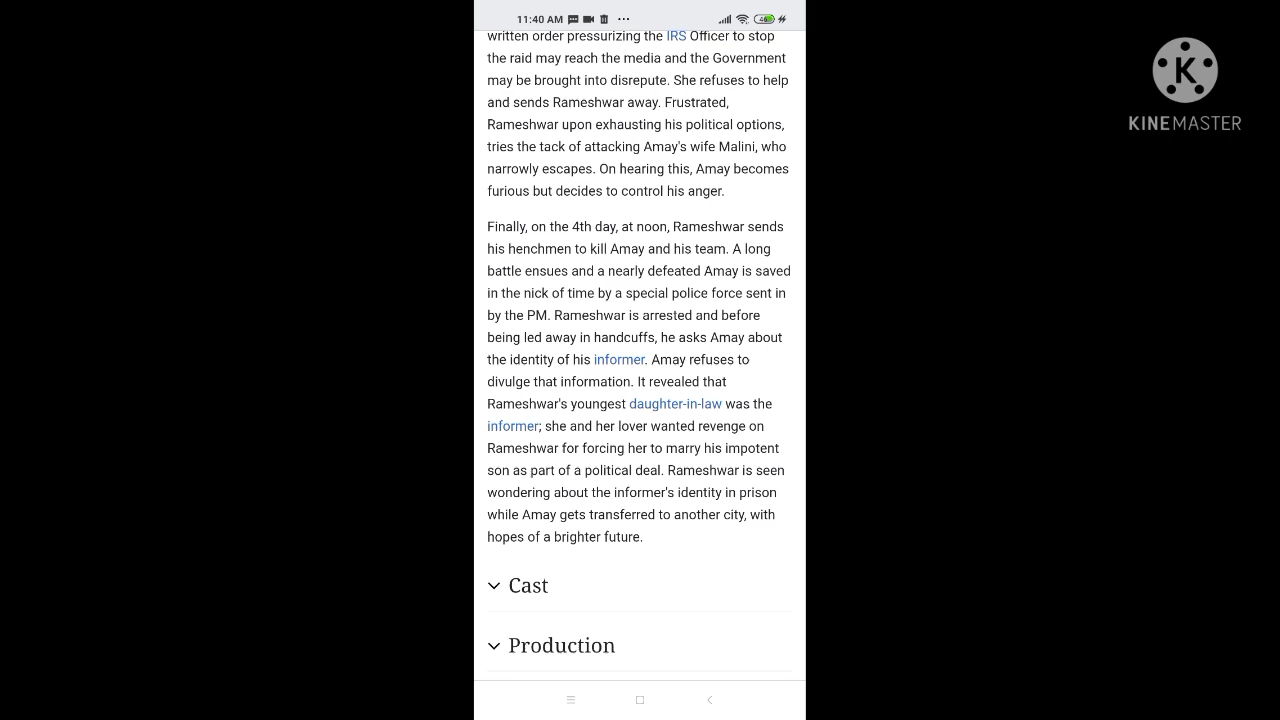 11:40 AM
46
K
KINEMASTER
written order pressurizing the IRS Officer to stop
the raid may reach the media and the Government
may be brought into disrepute. She refuses to help
and sends Rameshwar away. Frustrated,
Rameshwar upon exhausting his political options,
tries the tack of attacking Amay's wife Malini, who
narrowly escapes. On hearing this, Amay becomes
furious but decides to control his anger.
Finally, on the 4th day, at noon, Rameshwar sends
his henchmen to kill Amay and his team. A long
battle ensues and a nearly defeated Amay is saved
in the nick of time by a special police force sent in
by the PM. Rameshwar is arrested and before
being led away in handcuffs, he asks Amay about
the identity of his informer. Amay refuses to
divulge that information. It revealed that
Rameshwar's youngest daughter-in-law was the
informer; she and her lover wanted revenge on
Rameshwar for forcing her to marry his impotent
son as part of a political deal. Rameshwar is seen
wondering about the informer's identity in prison
while Amay gets transferred to another city, with
hopes of a brighter future.
Cast
Production